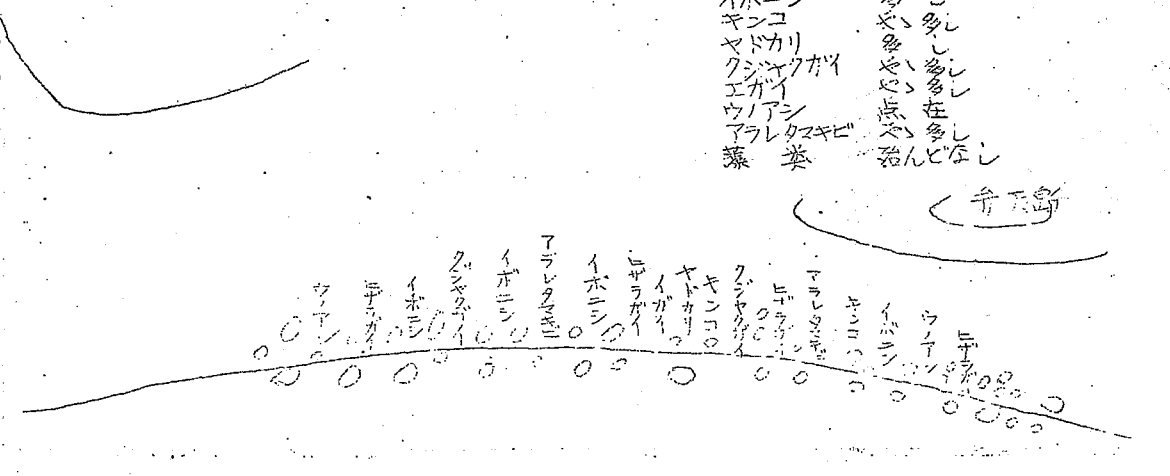 イボニシ 多し
キンコ やゝ多し
ヤドカリ 多し
クジャクガイ やゝ多し
エガイ やゝ多し
ウノアシ 点在
アラレタマキビ やゝ多し
藻類 殆んどなし
弁天島
ウノアシ
ヒザラガイ
イボニシ
クジャクガイ
イボニシ
アラレタマキビ
イボニシ
ヒザラガイ
イガイ
ヤドカリ
キンコ
クジャクガイ
ヒザラガイ
アラレタマキビ
キンコ
イボニシ
ウノアシ
ヒザラガイ